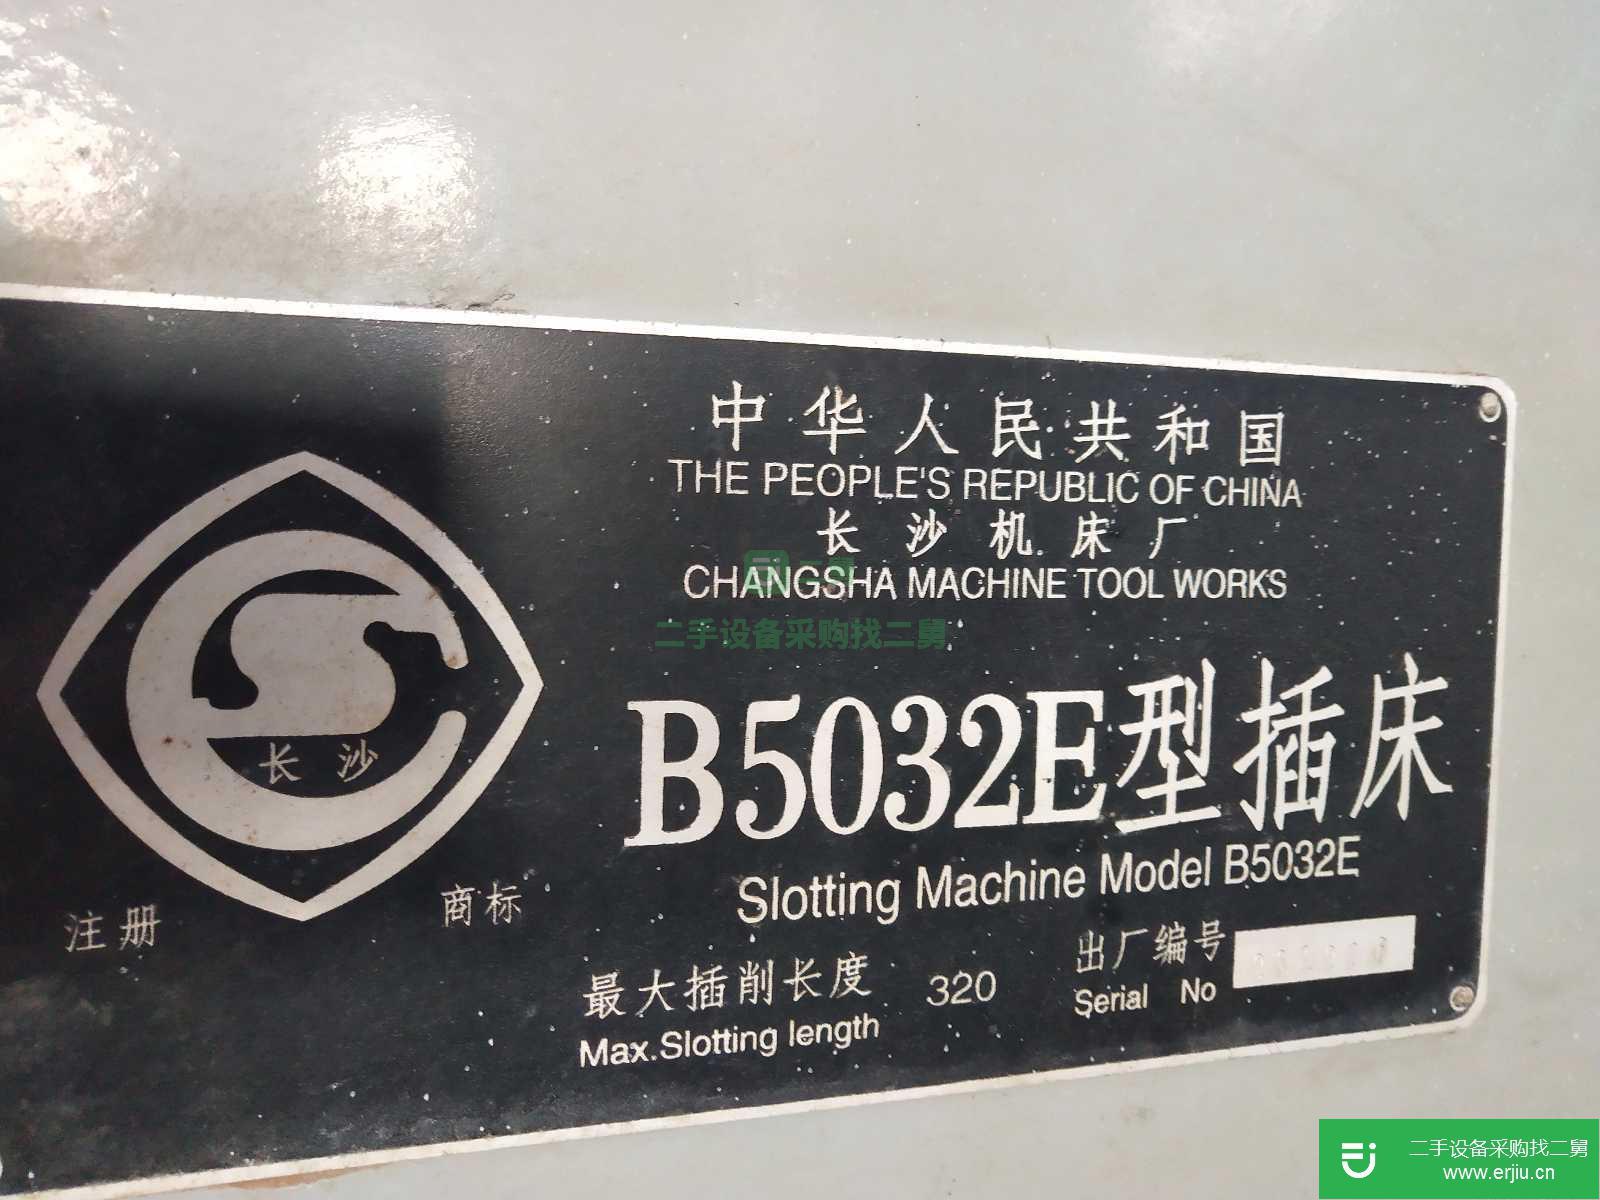 中华人民共和国
THE PEOPLE'S REPUBLIC OF CHINA
长沙机床厂
CHANGSHA MACHINE TOOL WORKS
二舅
二手设备采购找二舅
长沙
注册 商标
B5032E型插床
Slotting Machine Model B5032E
最大插削长度 320
Max.Slotting length
出厂编号
Serial No
二手设备采购找二舅
www.erjiu.cn